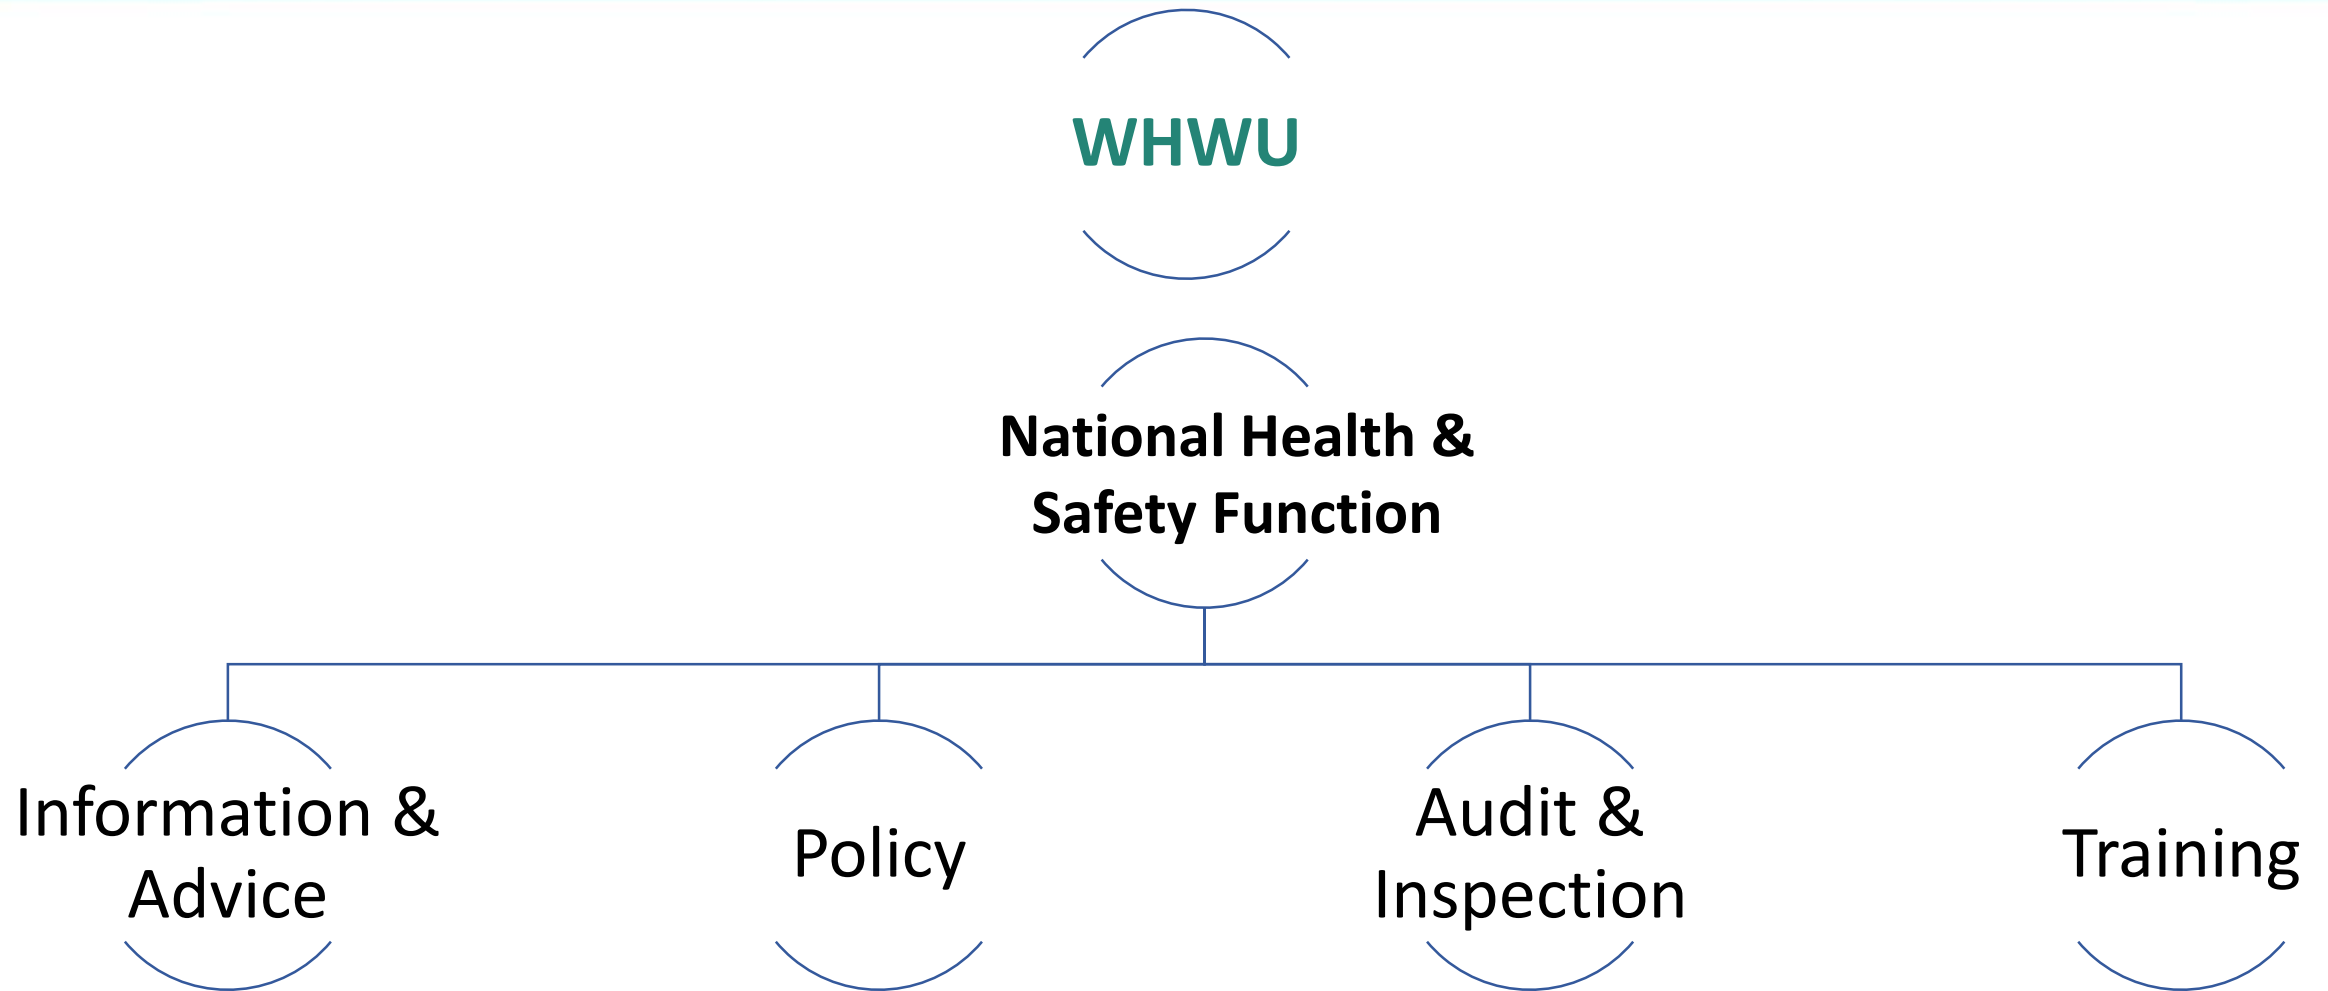 WHWU
National Health &
Safety Function
Information &
Advice
Policy
Audit &
Inspection
Training